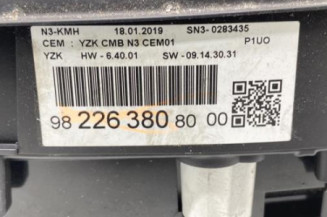 N3-KMH 18.01.2019 SN3- 0283435
CEM : YZK CMB N3 CEM01 P1UO
YZK HW - 6.40.01 SW - 09.14.30.31
98 226 380 80 00